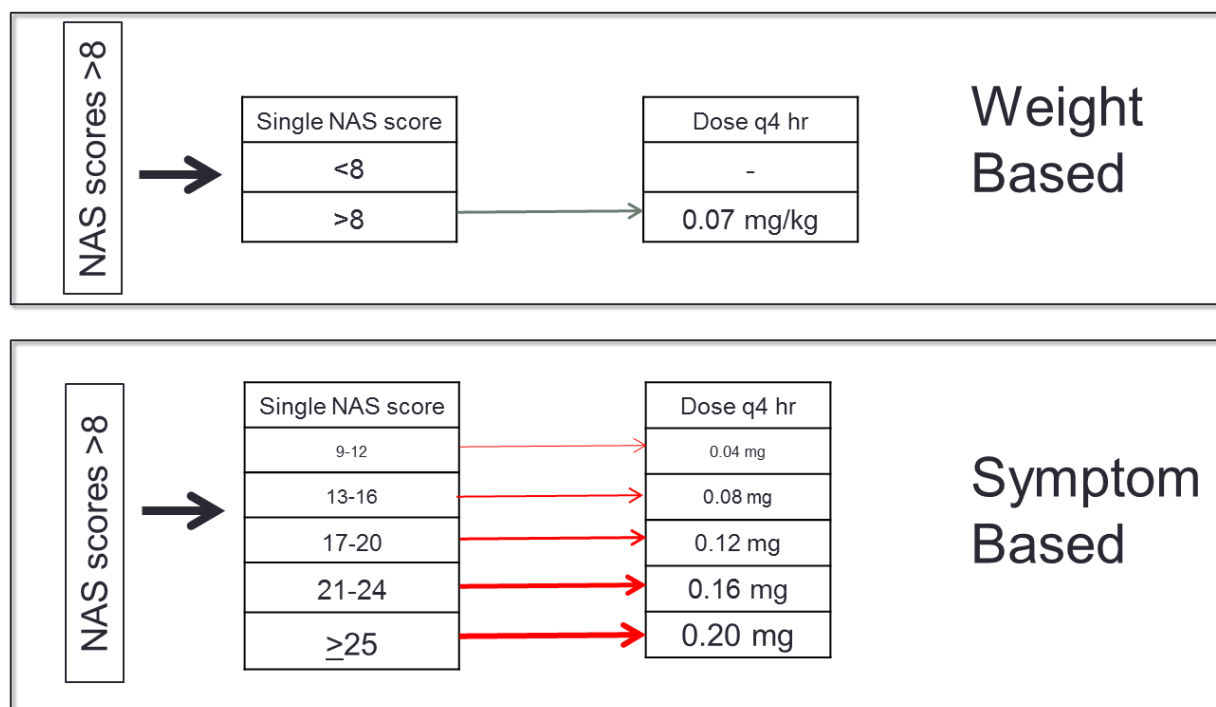 NAS scores >8
Single NAS score
Dose q4 hr
<8
-
>8
0.07 mg/kg
Weight
Based
NAS scores >8
Single NAS score
Dose q4 hr
9-12
0.04 mg
13-16
0.08 mg
17-20
0.12 mg
21-24
0.16 mg
≥25
0.20 mg
Symptom
Based